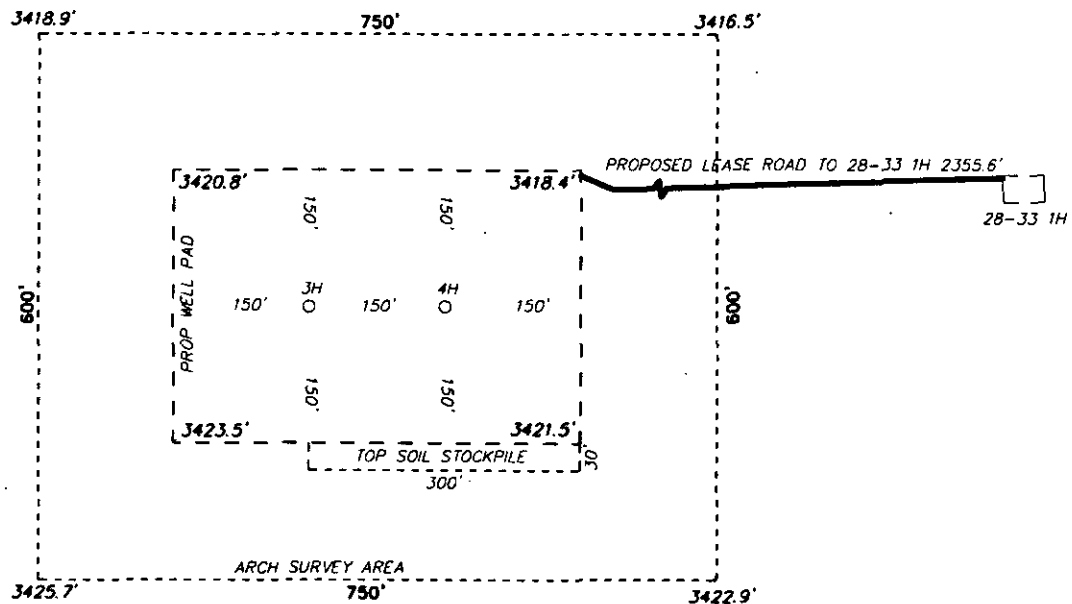 3418.9' 750' 3416.5'
PROPOSED LEASE ROAD TO 28-33 1H 2355.6'
3420.8' 3418.4'
28-33 1H
150' 150'
PROP WELL PAD
600' 150' 3H 150' 4H 150' 600'
150' 150'
3423.5' 3421.5'
TOP SOIL STOCKPILE 30'
300'
ARCH SURVEY AREA
3425.7' 750' 3422.9'